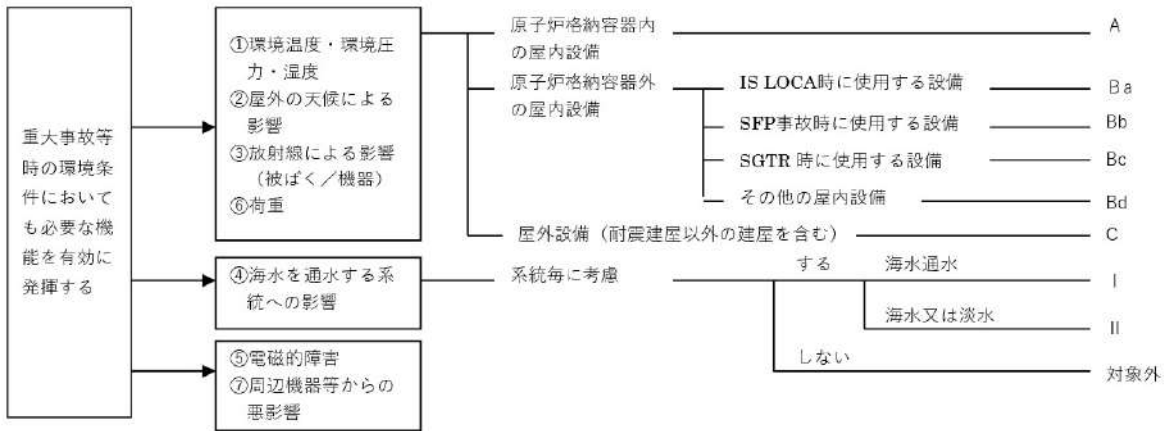 重大事故等
時の環境条
件において
も必要な機
能を有効に
発揮する
①環境温度・環境圧
力・湿度
②屋外の天候による
影響
③放射線による影響
(被ばく/機器)
⑥荷重
原子炉格納容器内
の屋内設備
A
原子炉格納容器外
の屋内設備
IS LOCA時に使用する設備
Ba
SFP事故時に使用する設備
Bb
SGTR 時に使用する設備
Bc
その他の屋内設備
Bd
屋外設備(耐震建屋以外の建屋を含む)
C
④海水を通水する系
統への影響
系統毎に考慮
する
海水通水
I
海水又は淡水
II
しない
対象外
⑤電磁的障害
⑦周辺機器等からの
悪影響